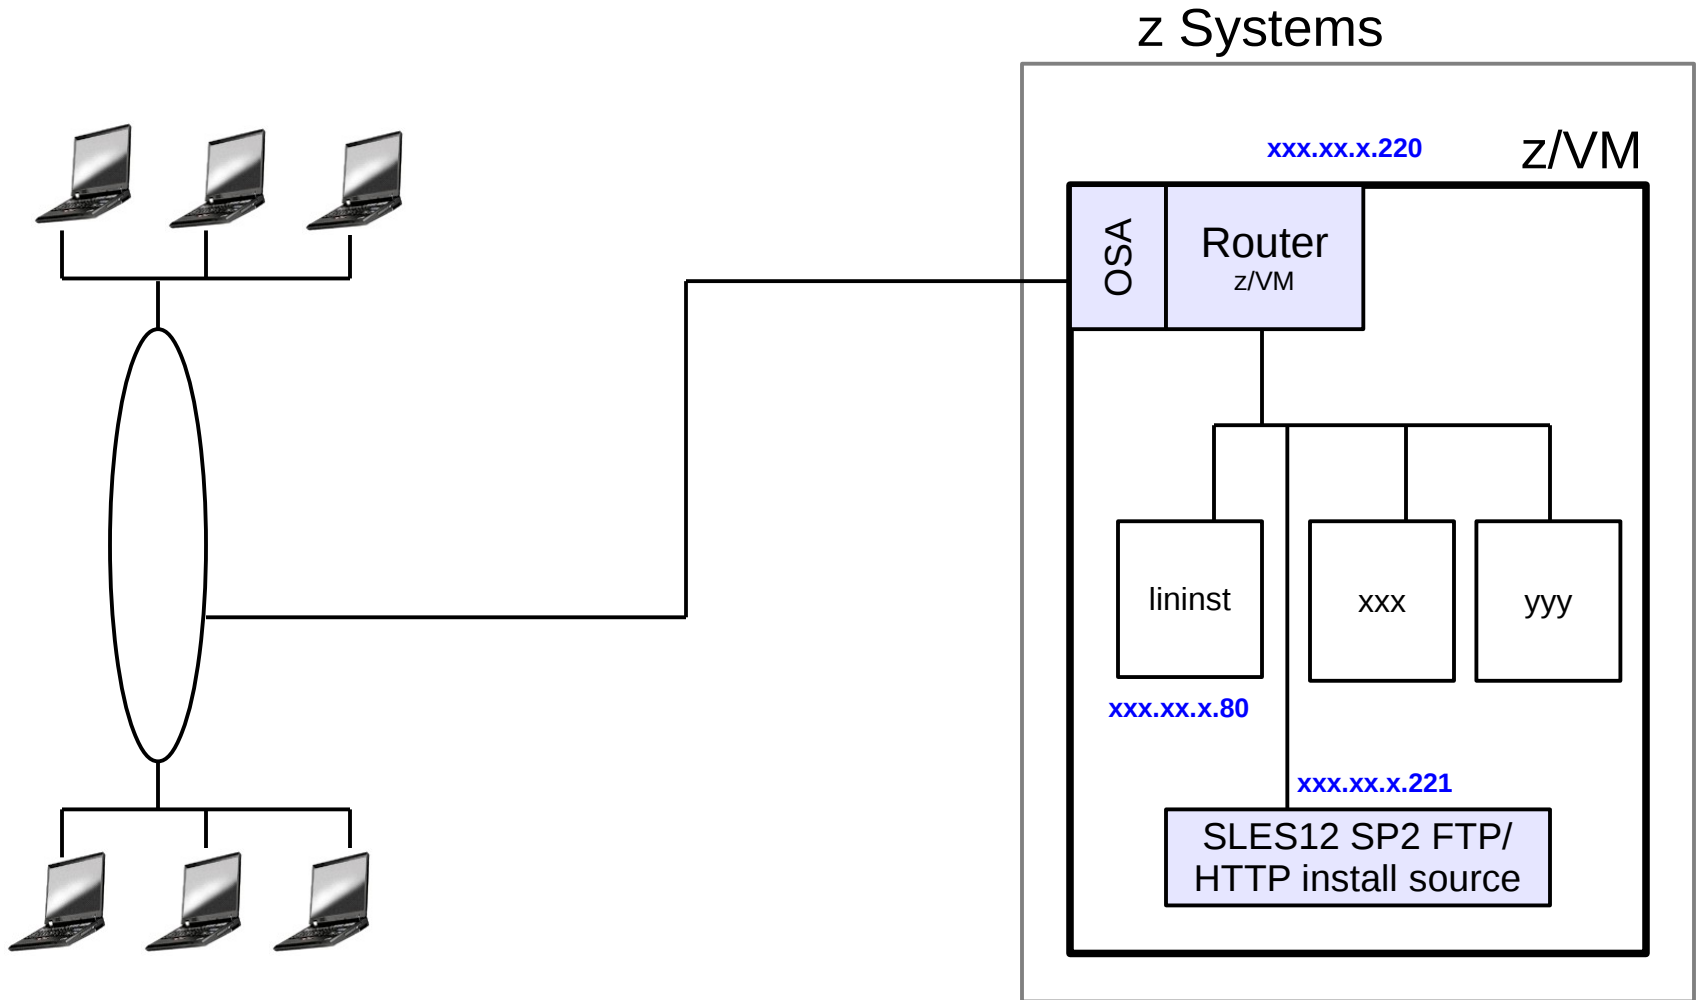 z Systems
z/VM
xxx.xx.x.220
OSA
Router
z/VM
lininst
xxx
yyy
xxx.xx.x.80
xxx.xx.x.221
SLES12 SP2 FTP/
HTTP install source